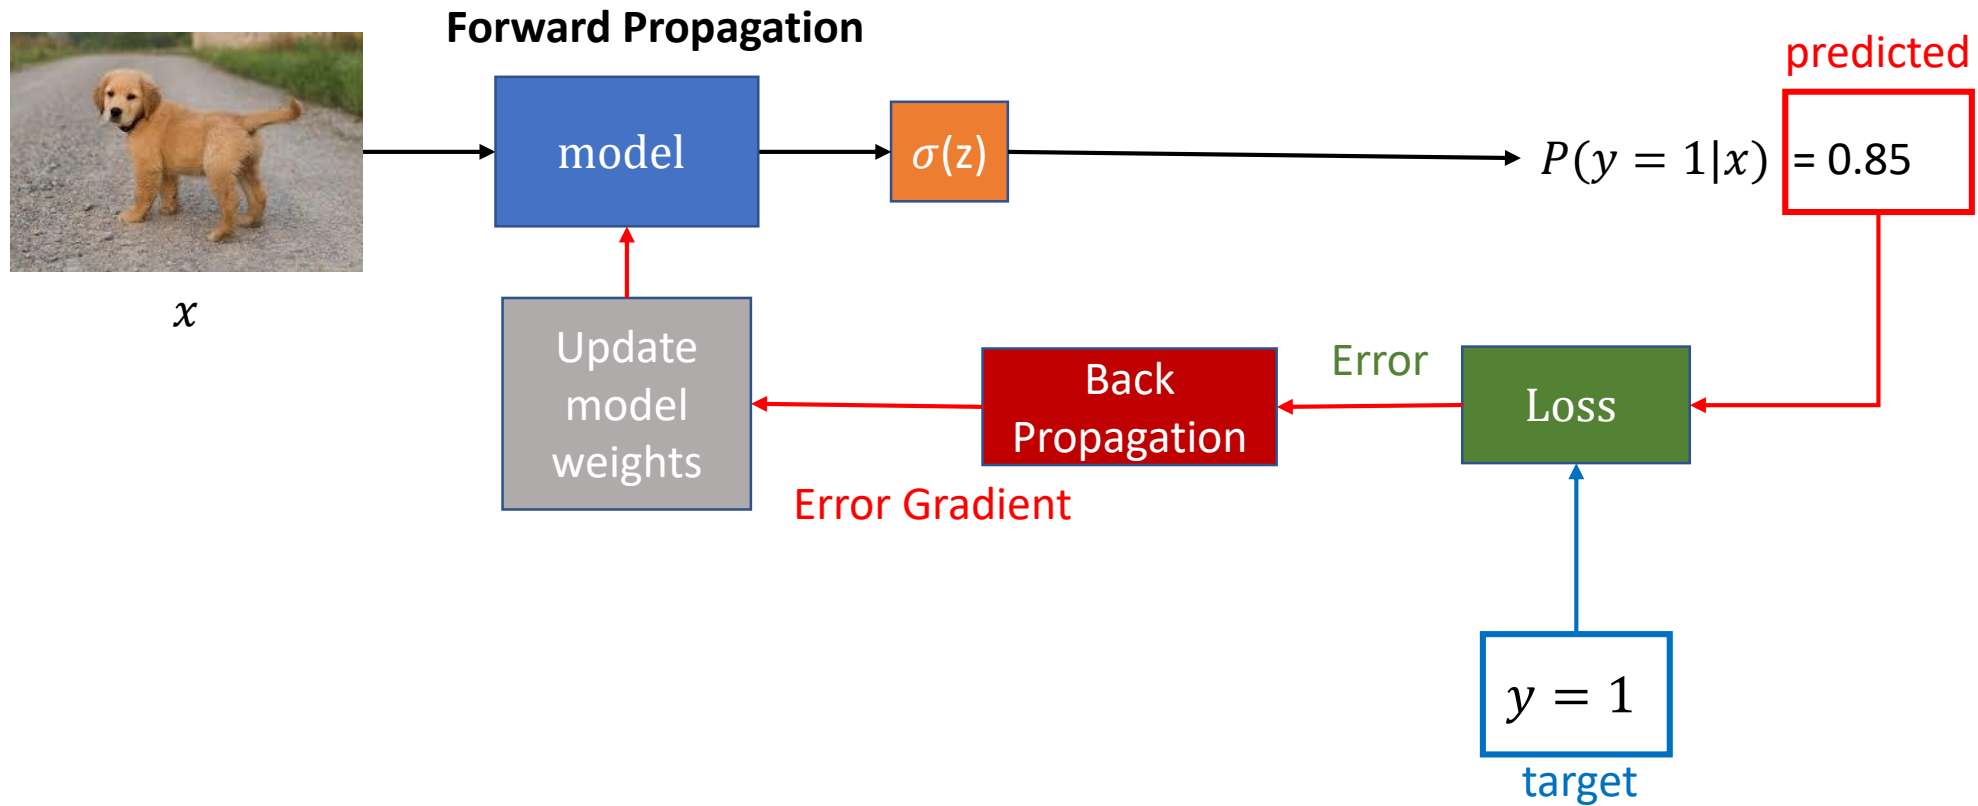 Forward Propagation
predicted
model
σ(z)
P(y = 1|x) = 0.85
x
Update
model
weights
Back
Propagation
Error
Loss
Error Gradient
y = 1
target